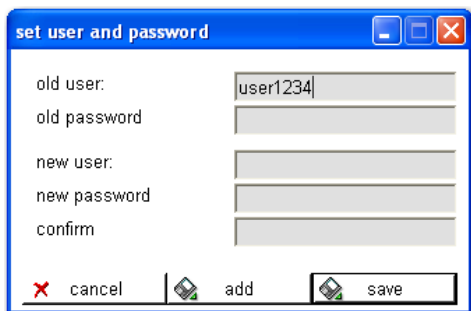 set user and password
old user: user1234
old password
new user:
new password
confirm
cancel add save